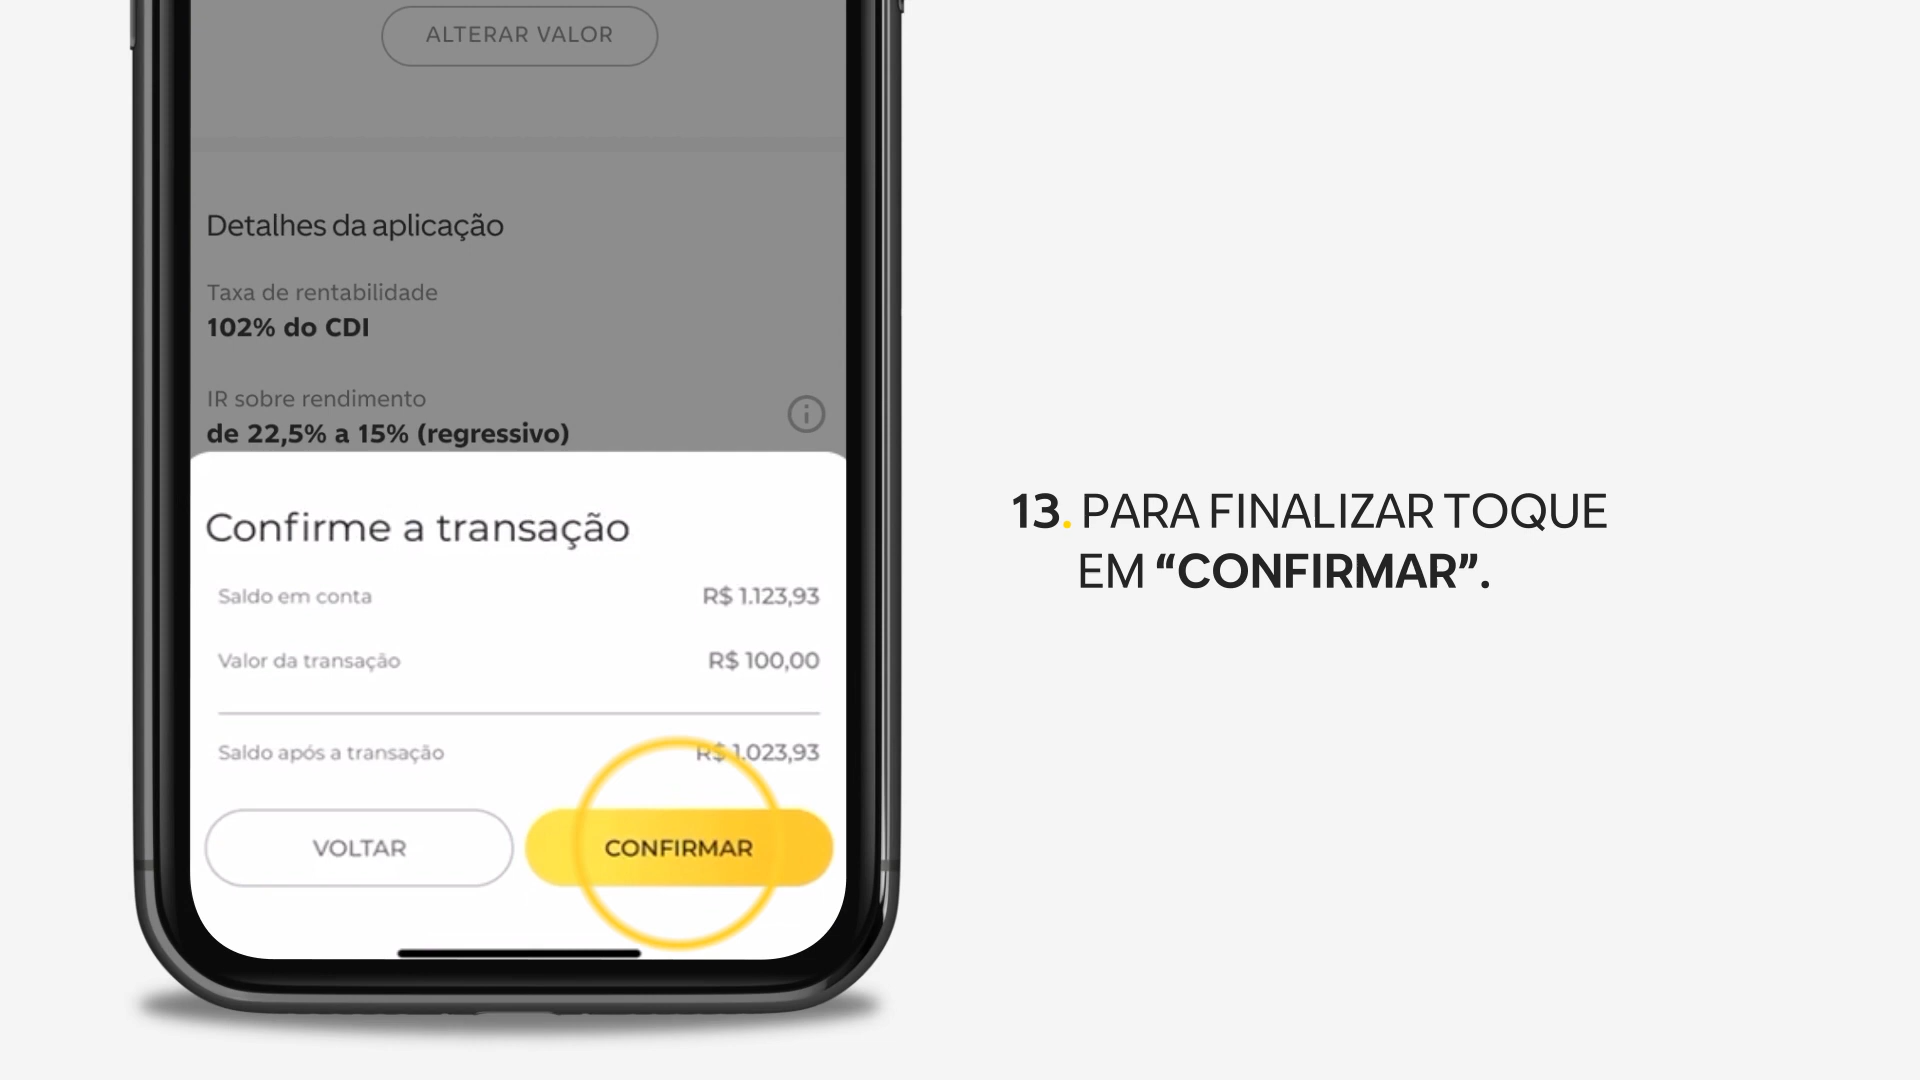 ALTERAR VALOR
Detalhes da aplicação
Taxa de rentabilidade
102% do CDI
IR sobre rendimento
de 22,5% a 15% (regressivo)
Confirme a transação
Saldo em conta R$ 1.123,93
Valor da transação R$ 100,00
Saldo após a transação R$ 1.023,93
VOLTAR CONFIRMAR
13. PARA FINALIZAR TOQUE
EM “CONFIRMAR”.